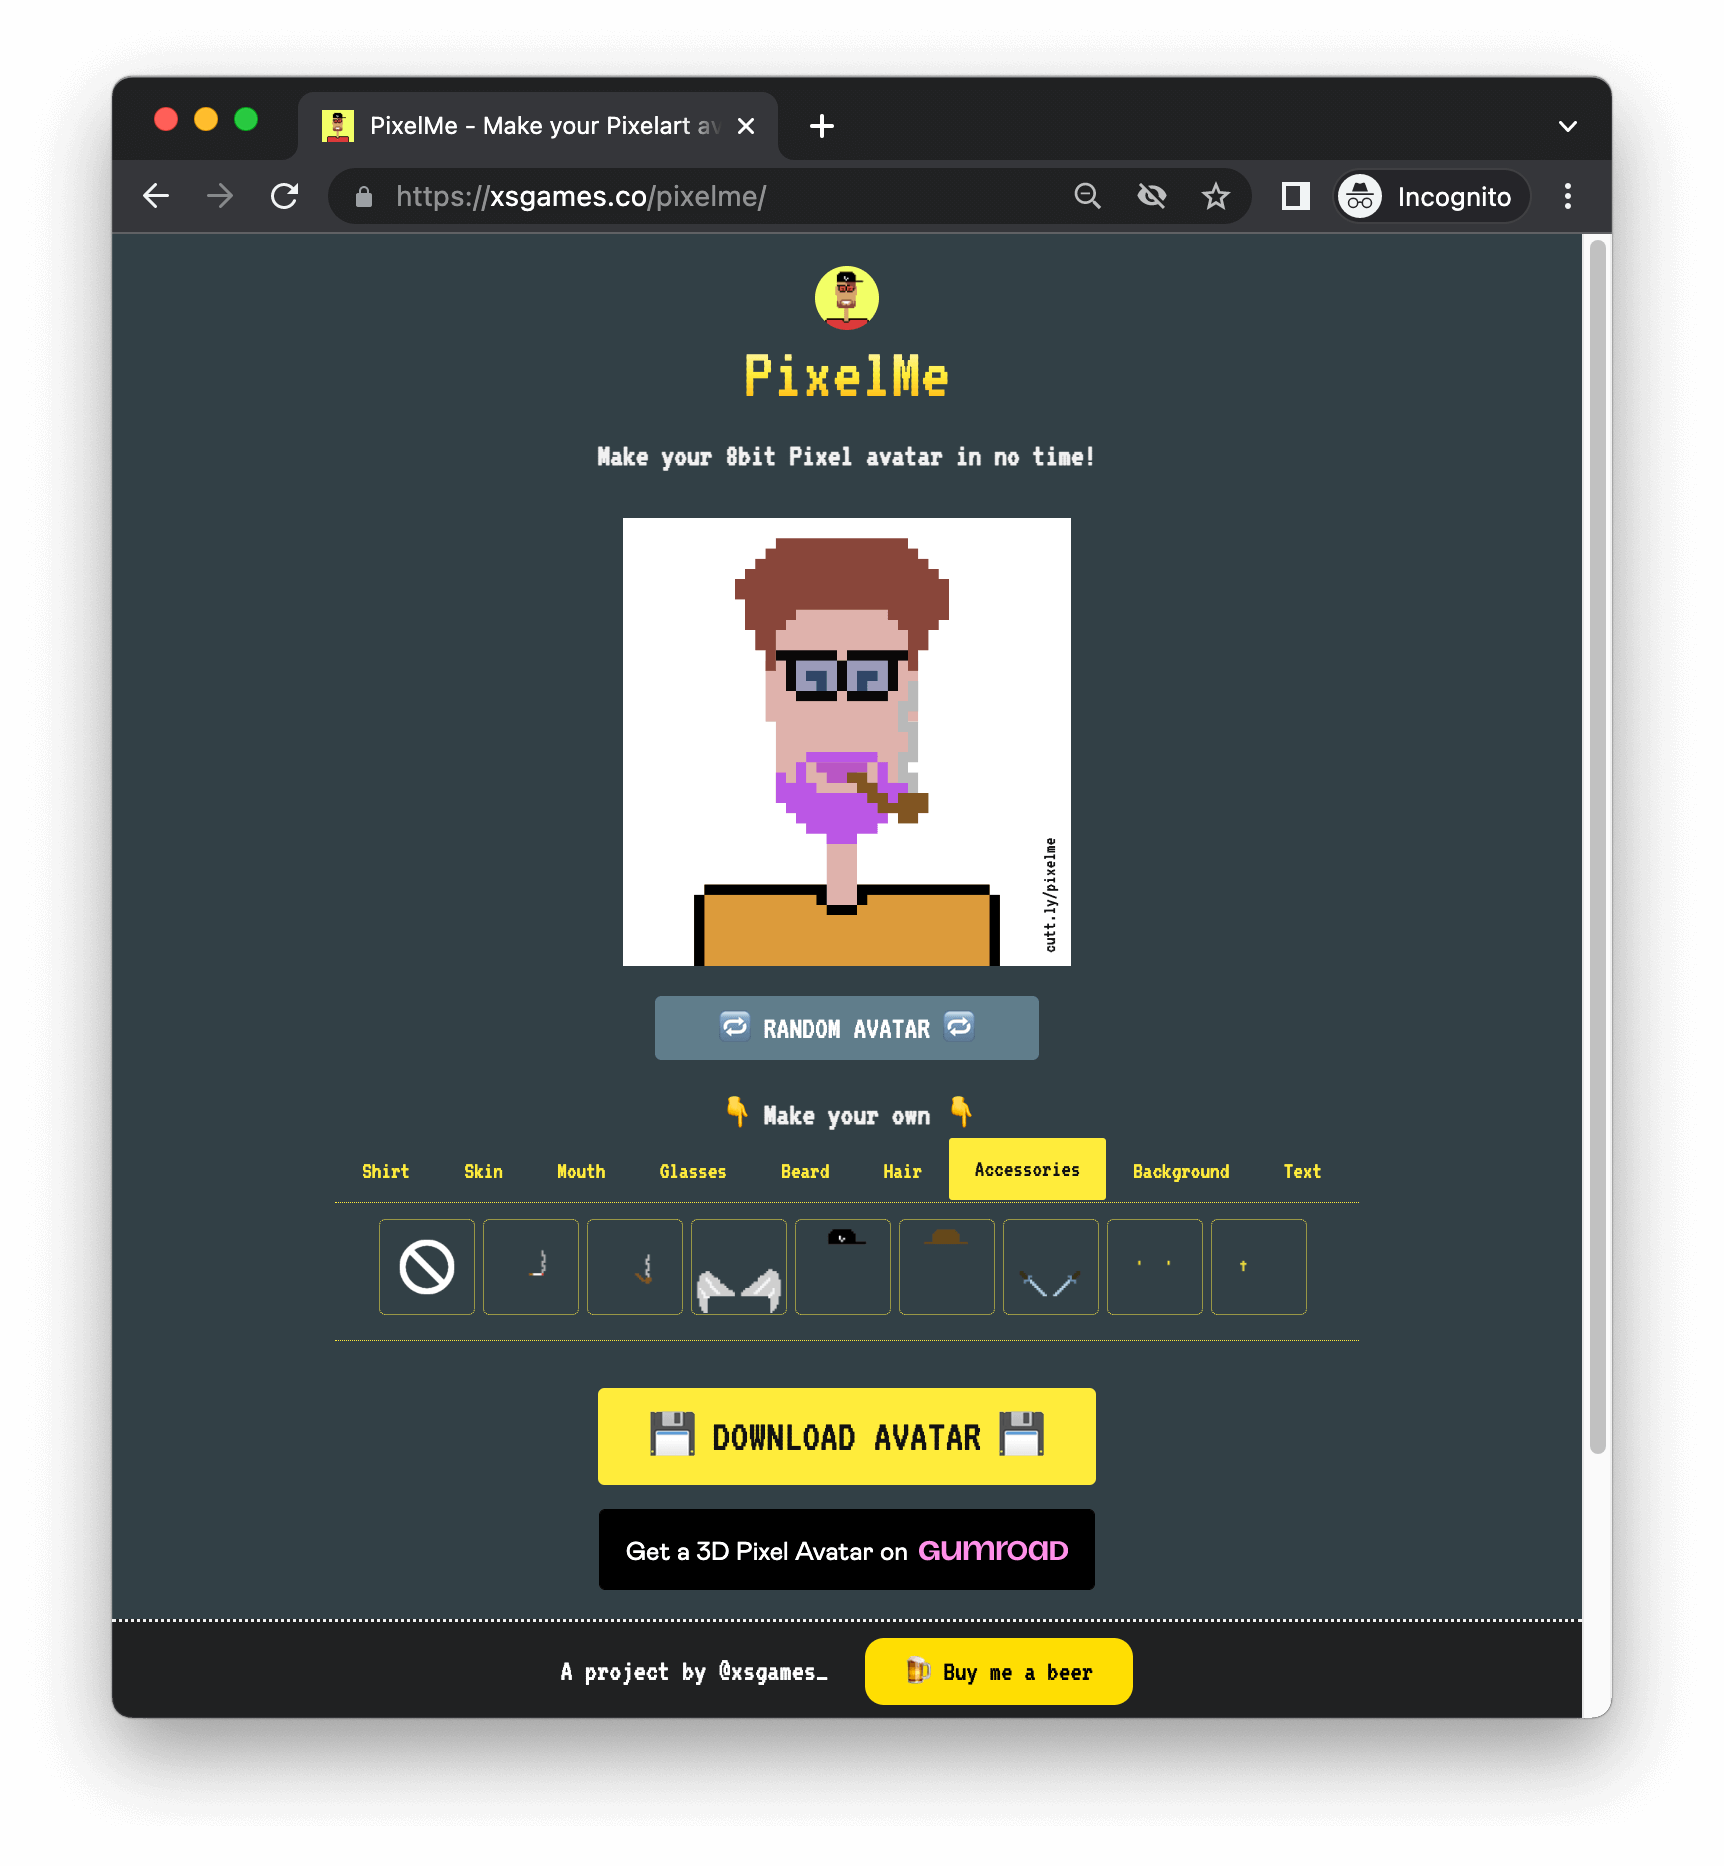 PixelMe - Make your Pixelart av
https://xsgames.co/pixelme/
Incognito
PixelMe
Make your 8bit Pixel avatar in no time!
cutt.ly/pixelme
RANDOM AVATAR
Make your own
Shirt Skin Mouth Glasses Beard Hair Accessories Background Text
DOWNLOAD AVATAR
Get a 3D Pixel Avatar on GUMROAD
A project by @xsgames_
Buy me a beer